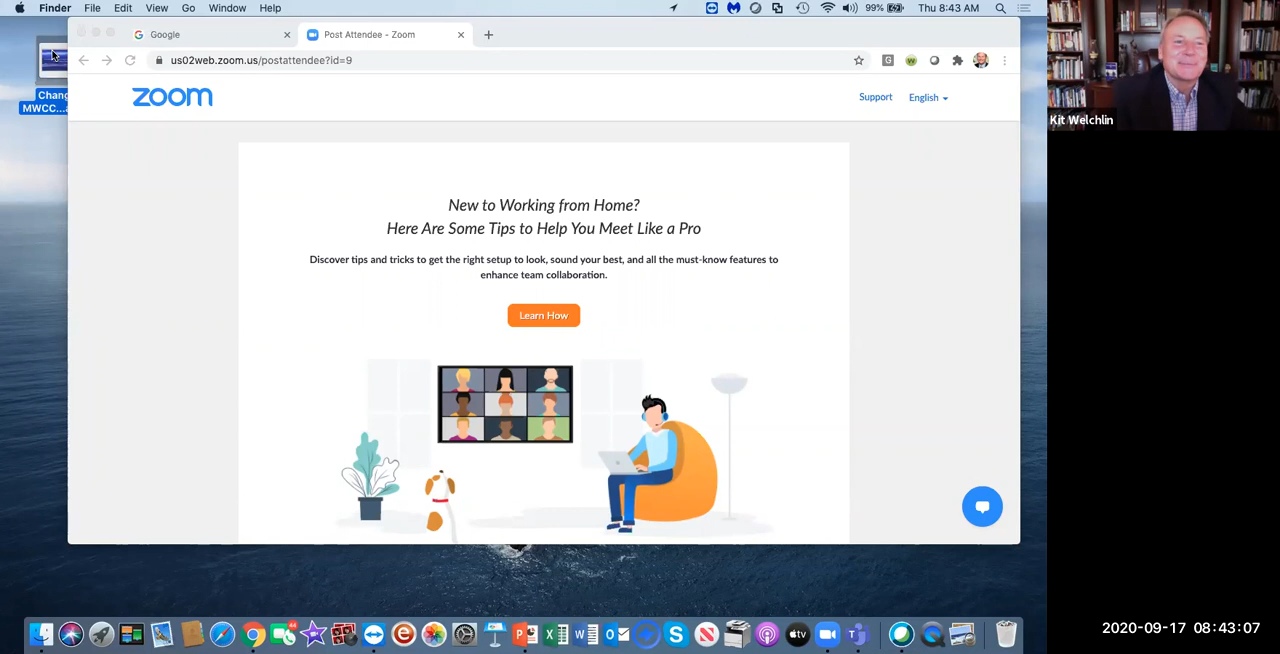 Finder File Edit View Go Window Help
99% Thu 8:43 AM
Google
Post Attendee - Zoom
us02web.zoom.us/postattendee?id=9
Chang
MWCC...
zoom
Support English
New to Working from Home?
Here Are Some Tips to Help You Meet Like a Pro
Discover tips and tricks to get the right setup to look, sound your best, and all the must-know features to
enhance team collaboration.
Learn How
Kit Welchlin
2020-09-17 08:43:07